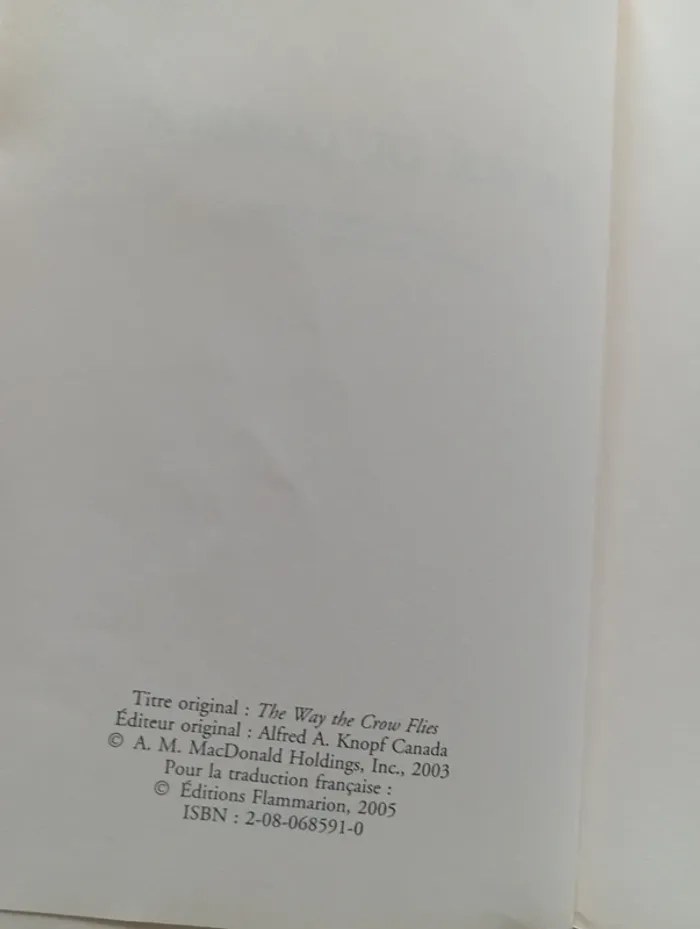 Titre original : The Way the Crow Flies
Éditeur original : Alfred A. Knopf Canada
© A. M. MacDonald Holdings, Inc., 2003
Pour la traduction française :
© Éditions Flammarion, 2005
ISBN : 2-08-068591-0